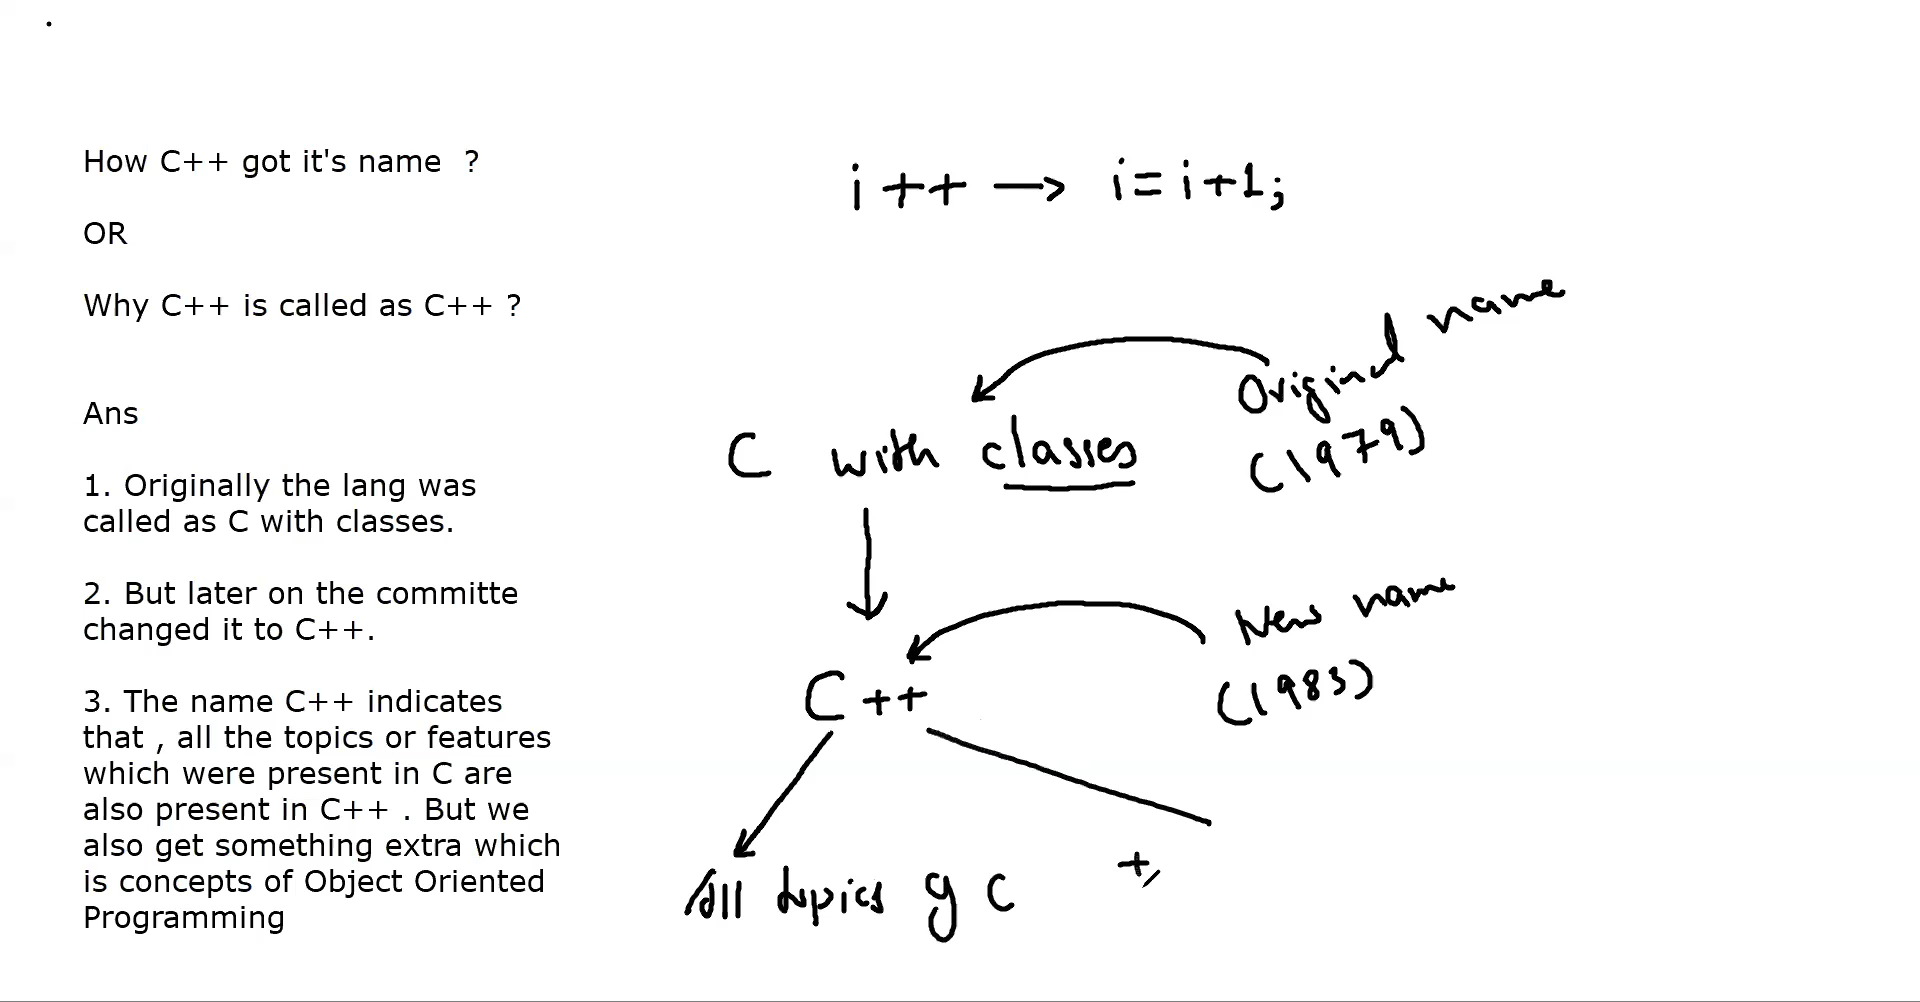 How C++ got it's name  ?
OR
Why C++ is called as C++ ?
Ans
1. Originally the lang was
called as C with classes.
2. But later on the committe
changed it to C++.
3. The name C++ indicates
that , all the topics or features
which were present in C are
also present in C++ . But we
also get something extra which
is concepts of Object Oriented
Programming
i ++ → i = i+1;
Original name
(1979)
C with classes
New name
(1983)
C ++
All topics of C +